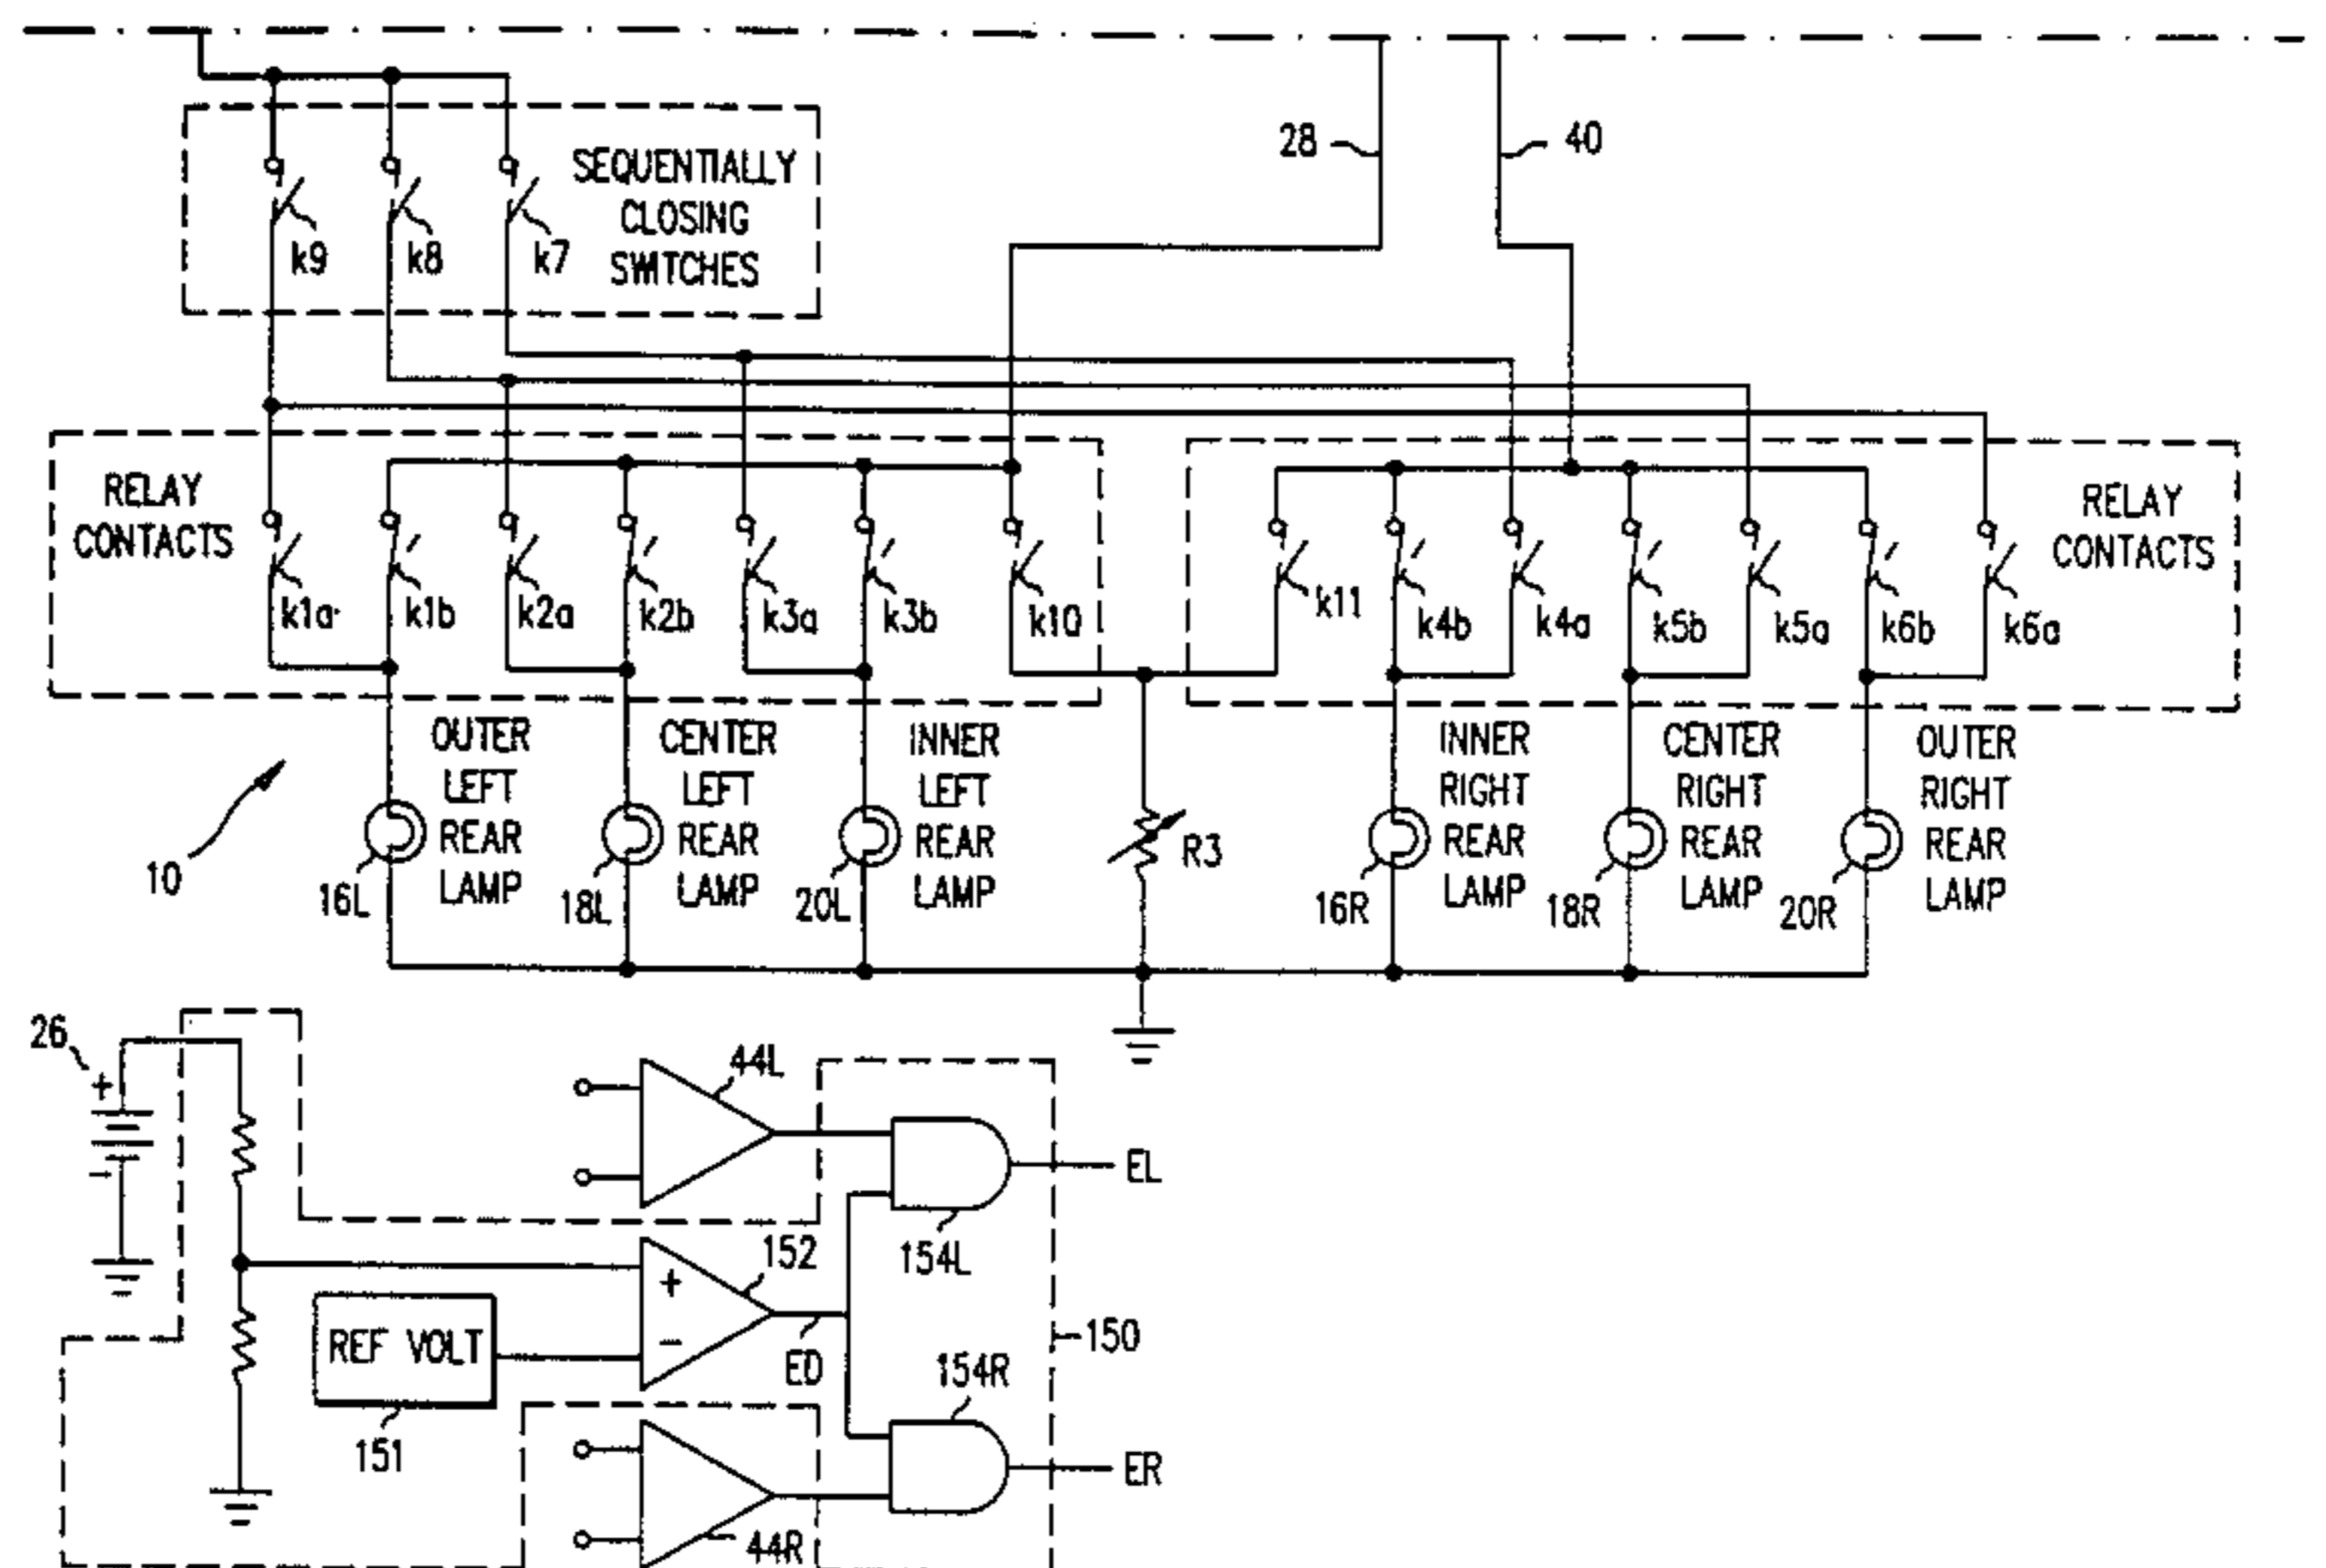 28
40
SEQUENTIALLY
CLOSING
SWITCHES
k9
k8
k7
RELAY
CONTACTS
RELAY
CONTACTS
k1a
k1b
k2a
k2b
k3a
k3b
k10
k11
k4b
k4a
k5b
k5a
k6b
k6a
OUTER
LEFT
REAR
LAMP
CENTER
LEFT
REAR
LAMP
INNER
LEFT
REAR
LAMP
INNER
RIGHT
REAR
LAMP
CENTER
RIGHT
REAR
LAMP
OUTER
RIGHT
REAR
LAMP
10
16L
18L
20L
R3
16R
18R
20R
26
+
-
44L
EL
154L
152
+
-
REF VOLT
ED
150
151
154R
ER
44R